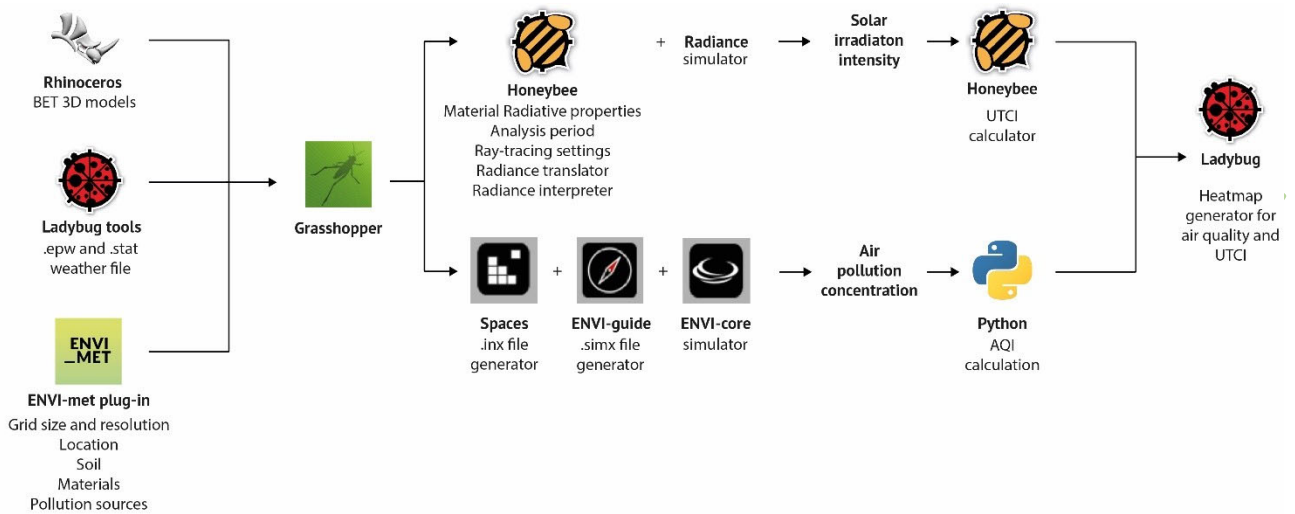 Rhinoceros
BET 3D models
Ladybug tools
.epw and .stat
weather file
ENVI
_MET
ENVI-met plug-in
Grid size and resolution
Location
Soil
Materials
Pollution sources
Grasshopper
Honeybee
Material Radiative properties
Analysis period
Ray-tracing settings
Radiance translator
Radiance interpreter
+ Radiance
simulator
Solar
irradiaton
intensity
Honeybee
UTCI
calculator
Spaces
.inx file
generator
+
ENVI-guide
.simx file
generator
+
ENVI-core
simulator
Air
pollution
concentration
Python
AQI
calculation
Ladybug
Heatmap
generator for
air quality and
UTCI